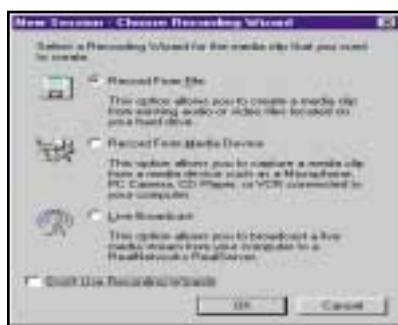 New Session - Choose Recording Wizard
Select a Recording Wizard for the media clip that you want
to create.
Record From File
This option allows you to create a media clip
from existing audio or video files located on
your hard drive.
Record From Media Device
This option allows you to capture a media clip
from a media device such as a Microphone,
PC Camera, CD Player, or VCR connected to
your computer.
Live Broadcast
This option allows you to broadcast a live
media stream from your computer to a
RealNetworks RealServer.
Don't Use Recording Wizards
OK
Cancel